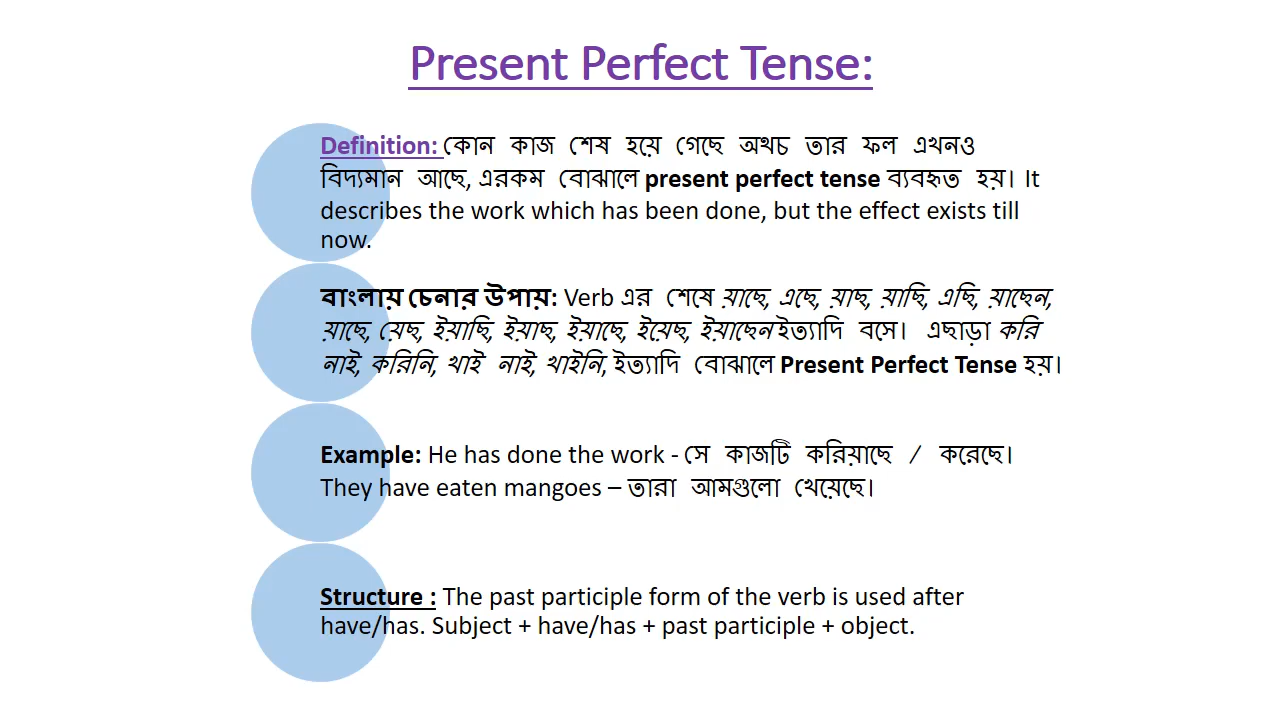 Present Perfect Tense:
Definition: কোন কাজ শেষ হয়ে গেছে অথচ তার ফল এখনও
বিদ্যমান আছে, এরকম বোঝালে present perfect tense ব্যবহৃত হয়। It
describes the work which has been done, but the effect exists till
now.
বাংলায় চেনার উপায়: Verb এর শেষে য়াছে, এছে, য়াছ, য়াছি, এছি, য়াছেন,
য়াছে, য়েছ, ইয়াছি, ইয়াছ, ইয়াছে, ইয়েছ, ইয়াছেন ইত্যাদি বসে। এছাড়া করি
নাই, করিনি, খাই নাই, খাইনি, ইত্যাদি বোঝালে Present Perfect Tense হয়।
Example: He has done the work - সে কাজটি করিয়াছে / করেছে।
They have eaten mangoes – তারা আমগুলো খেয়েছে।
Structure : The past participle form of the verb is used after
have/has. Subject + have/has + past participle + object.